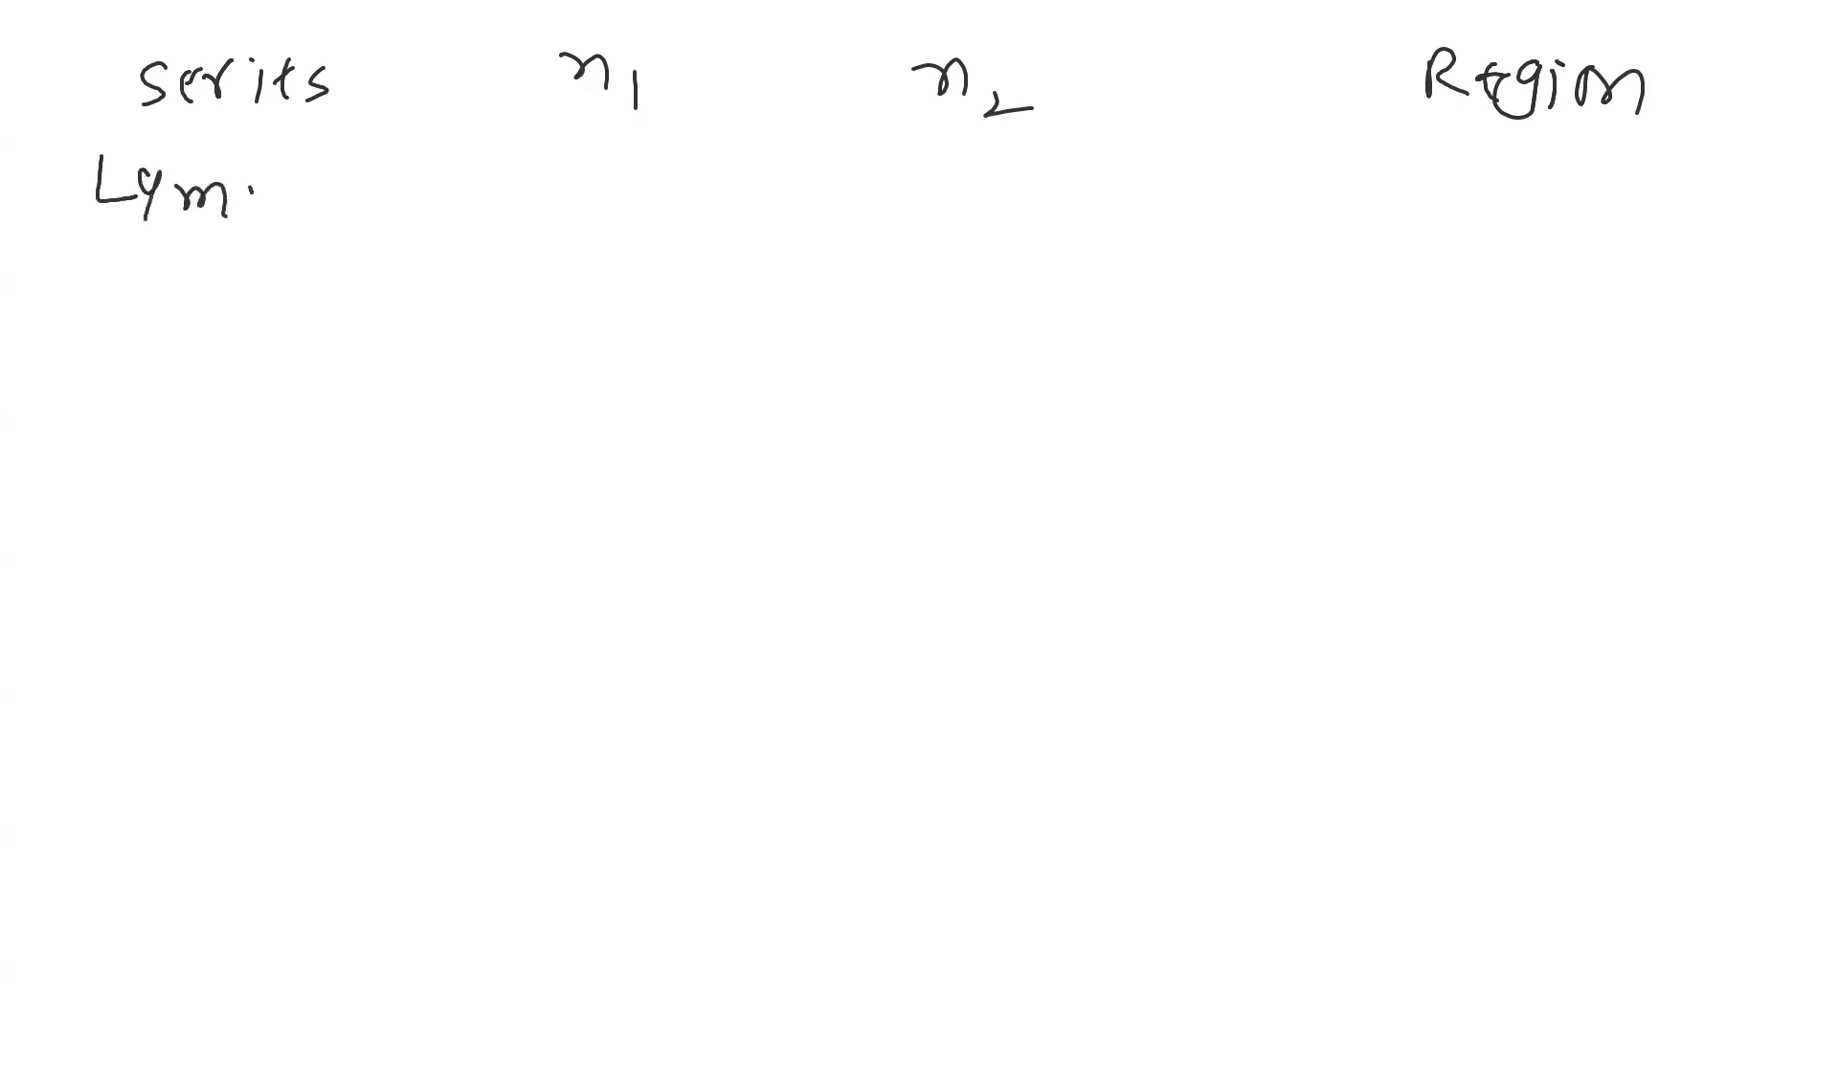 Series n₁ n₂ Region
Lym.